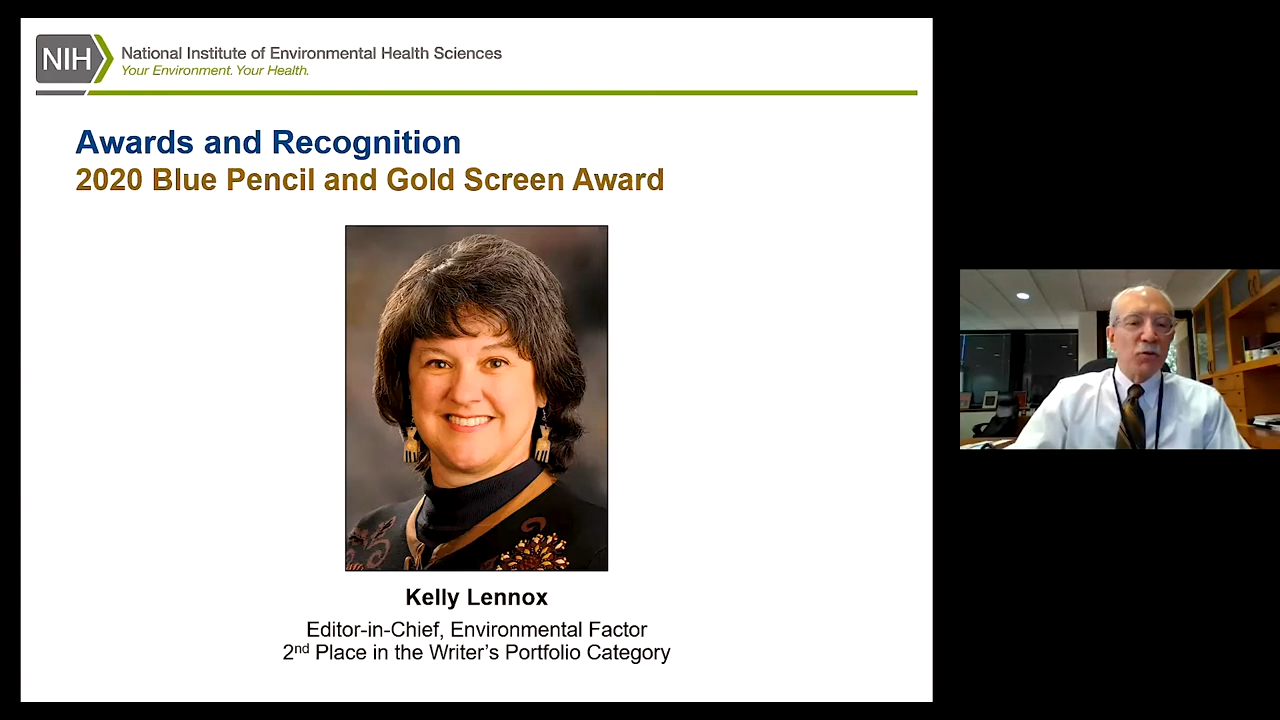 NIH
National Institute of Environmental Health Sciences
Your Environment. Your Health.
Awards and Recognition
2020 Blue Pencil and Gold Screen Award
Kelly Lennox
Editor-in-Chief, Environmental Factor
2nd Place in the Writer's Portfolio Category